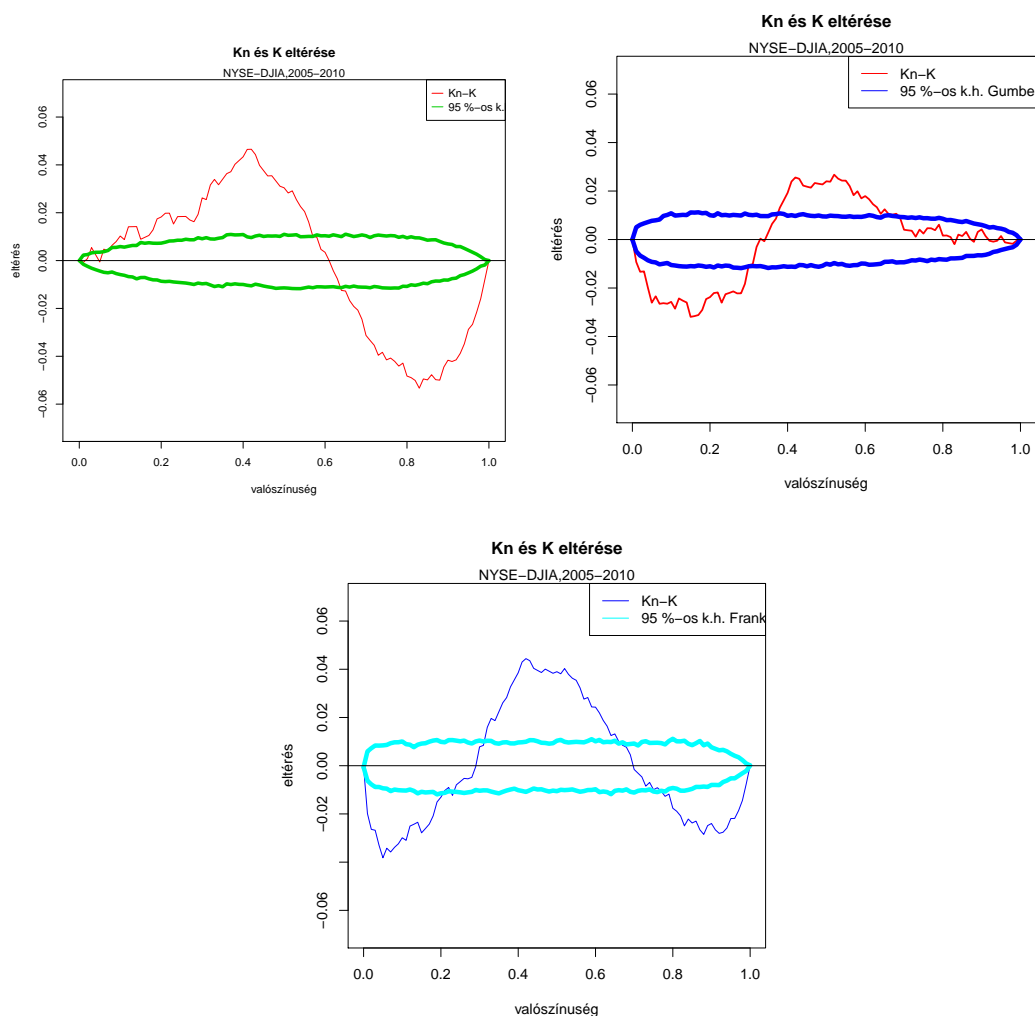 Kn és K eltérése
NYSE−DJIA,2005−2010
Kn−K
95 %−os k.
eltérés
0.06
0.04
0.02
0.00
−0.02
−0.04
−0.06
0.0 0.2 0.4 0.6 0.8 1.0
valószínuség
Kn és K eltérése
NYSE−DJIA,2005−2010
Kn−K
95 %−os k.h. Gumbe
eltérés
0.06
0.04
0.02
0.00
−0.02
−0.04
−0.06
0.0 0.2 0.4 0.6 0.8 1.0
valószínuség
Kn és K eltérése
NYSE−DJIA,2005−2010
Kn−K
95 %−os k.h. Frank
eltérés
0.06
0.04
0.02
0.00
−0.02
−0.06
0.0 0.2 0.4 0.6 0.8 1.0
valószínuség